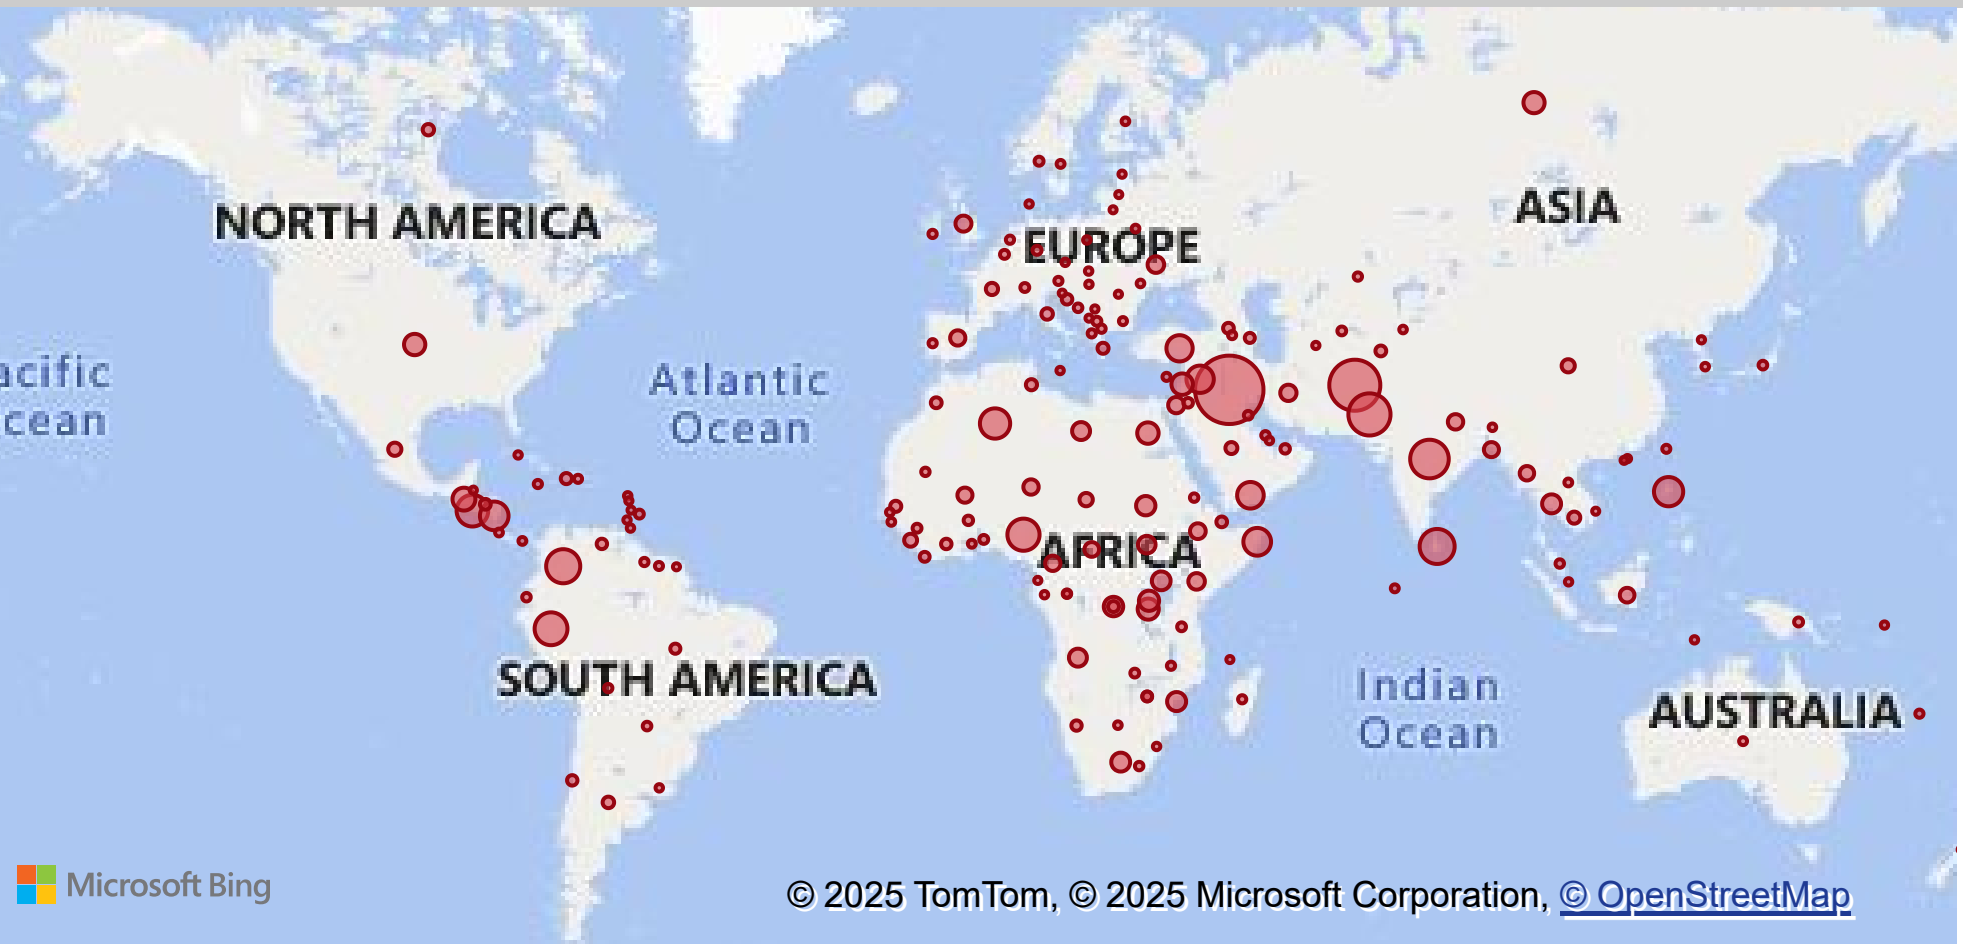 NORTH AMERICA
ASIA
EUROPE
acific
cean
Atlantic
Ocean
AFRICA
SOUTH AMERICA
Indian
Ocean
AUSTRALIA
Microsoft Bing
© 2025 TomTom, © 2025 Microsoft Corporation, © OpenStreetMap